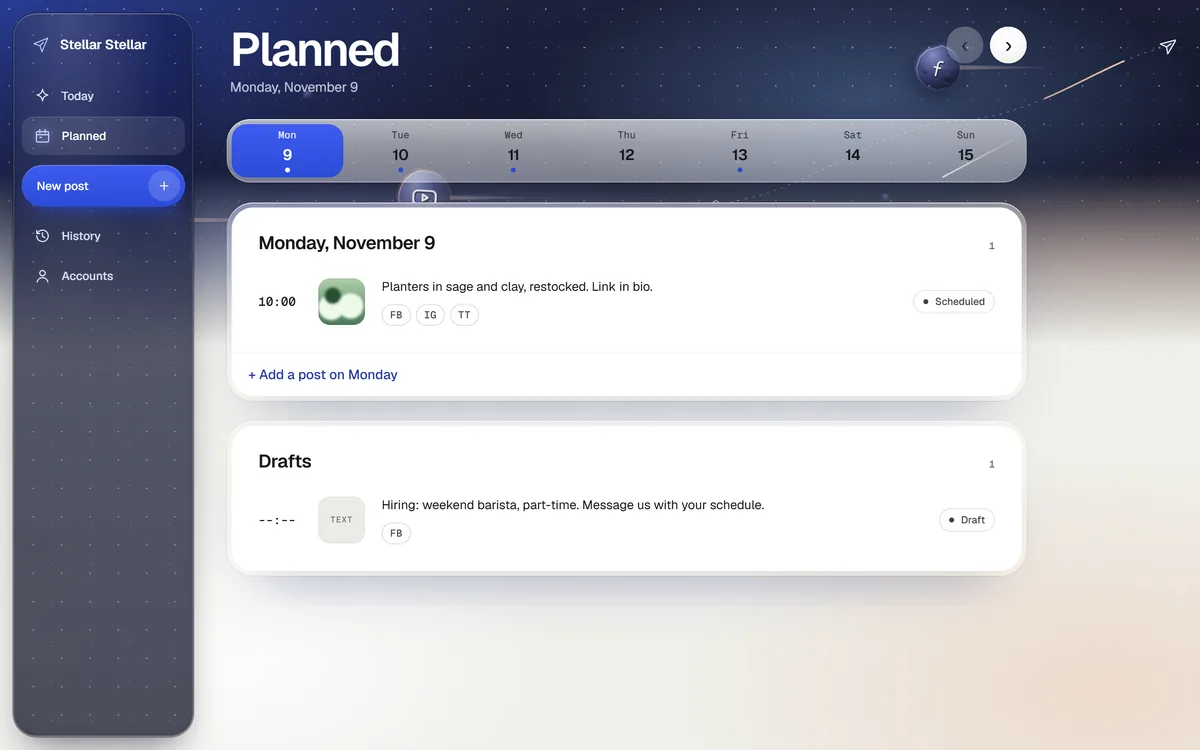 Stellar Stellar
Today
Planned
New post
+
History
Accounts
Planned
Monday, November 9
f
Mon Tue Wed Thu Fri Sat Sun
9 10 11 12 13 14 15
Monday, November 9
1
10:00
Planters in sage and clay, restocked. Link in bio.
FB IG TT
Scheduled
+ Add a post on Monday
Drafts
1
--:--
TEXT
Hiring: weekend barista, part-time. Message us with your schedule.
FB
Draft